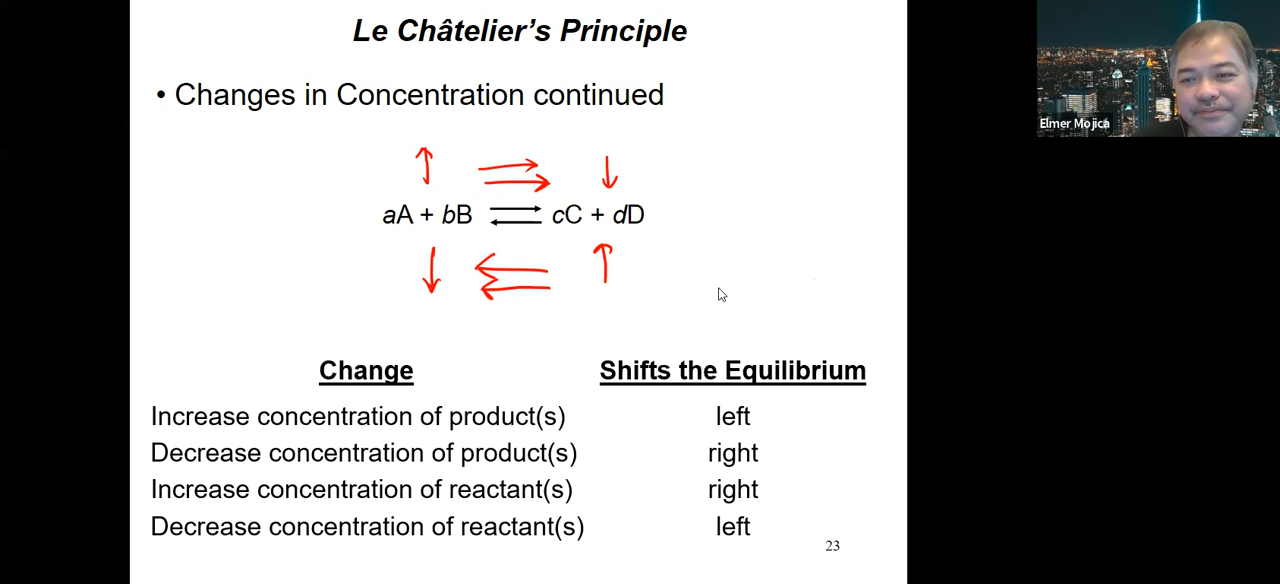 Le Châtelier's Principle
• Changes in Concentration continued
aA + bB ⇌ cC + dD
Change Shifts the Equilibrium
Increase concentration of product(s) left
Decrease concentration of product(s) right
Increase concentration of reactant(s) right
Decrease concentration of reactant(s) left
23
Elmer Mojica